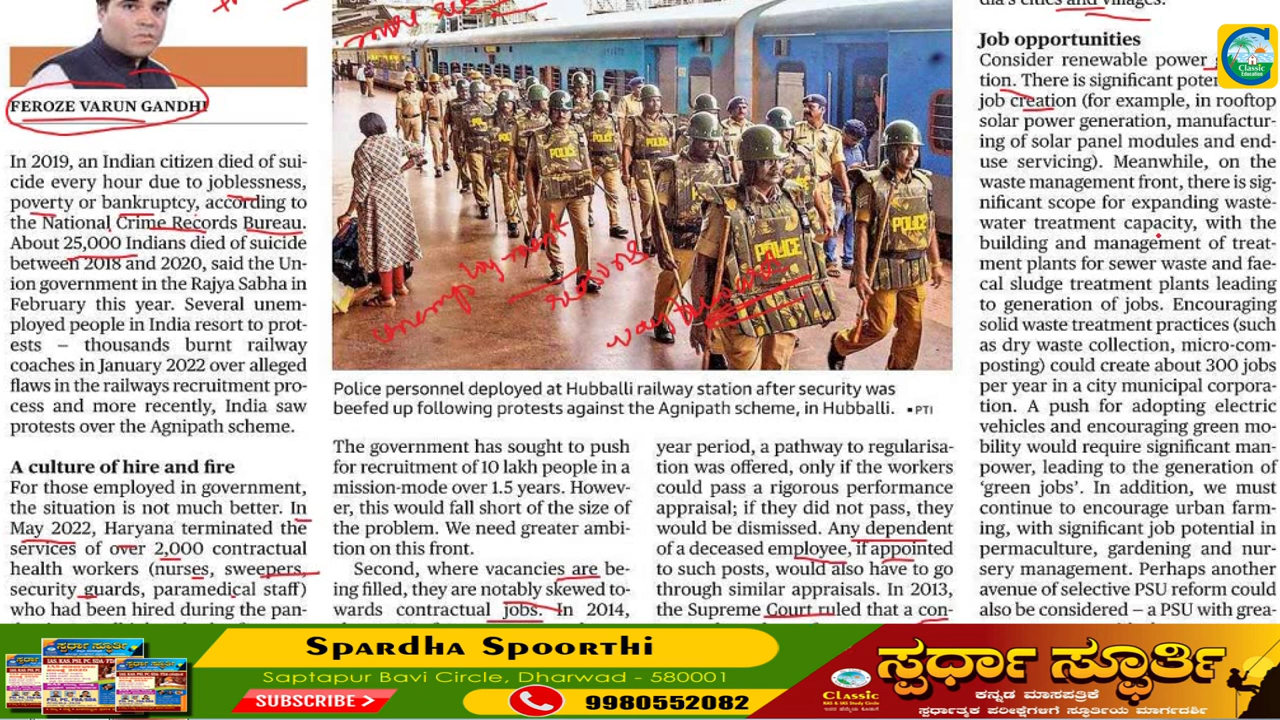 FEROZE VARUN GANDHI
In 2019, an Indian citizen died of sui-
cide every hour due to joblessness,
poverty or bankruptcy, according to
the National Crime Records Bureau.
About 25,000 Indians died of suicide
between 2018 and 2020, said the Un-
ion government in the Rajya Sabha in
February this year. Several unem-
ployed people in India resort to prot-
ests – thousands burnt railway
coaches in January 2022 over alleged
flaws in the railways recruitment pro-
cess and more recently, India saw
protests over the Agnipath scheme.
A culture of hire and fire
For those employed in government,
the situation is not much better. In
May 2022, Haryana terminated the
services of over 2,000 contractual
health workers (nurses, sweepers,
security guards, paramedical staff)
who had been hired during the pan-
POLICE
POLICE
POLICE
POLICE
unemployment
Police personnel deployed at Hubballi railway station after security was
beefed up following protests against the Agnipath scheme, in Hubballi. ▪PTI
The government has sought to push
for recruitment of 10 lakh people in a
mission-mode over 1.5 years. Howev-
er, this would fall short of the size of
the problem. We need greater ambi-
tion on this front.
Second, where vacancies are be-
ing filled, they are notably skewed to-
wards contractual jobs. In 2014,
year period, a pathway to regularisa-
tion was offered, only if the workers
could pass a rigorous performance
appraisal; if they did not pass, they
would be dismissed. Any dependent
of a deceased employee, if appointed
to such posts, would also have to go
through similar appraisals. In 2013,
the Supreme Court ruled that a con-
dia's cities and villages.
Job opportunities
Consider renewable power
tion. There is significant poten
job creation (for example, in rooftop
solar power generation, manufactur-
ing of solar panel modules and end-
use servicing). Meanwhile, on the
waste management front, there is sig-
nificant scope for expanding waste-
water treatment capacity, with the
building and management of treat-
ment plants for sewer waste and fae-
cal sludge treatment plants leading
to generation of jobs. Encouraging
solid waste treatment practices (such
as dry waste collection, micro-com-
posting) could create about 300 jobs
per year in a city municipal corpora-
tion. A push for adopting electric
vehicles and encouraging green mo-
bility would require significant man-
power, leading to the generation of
'green jobs'. In addition, we must
continue to encourage urban farm-
ing, with significant job potential in
permaculture, gardening and nur-
sery management. Perhaps another
avenue of selective PSU reform could
also be considered – a PSU with grea-
Classic
Education
SPARDHA SPOORTHI
Saptapur Bavi Circle, Dharwad - 580001
SUBSCRIBE >
9980552082
Classic
KAS & IAS Study Circle
ಸ್ಪರ್ಧಾ ಸ್ಫೂರ್ತಿ
ಕನ್ನಡ ಮಾಸಪತ್ರಿಕೆ
ಸ್ಪರ್ಧಾತ್ಮಕ ಪರೀಕ್ಷೆಗಳಿಗೆ ಸ್ಫೂರ್ತಿಯ ಮಾರ್ಗದರ್ಶಿ